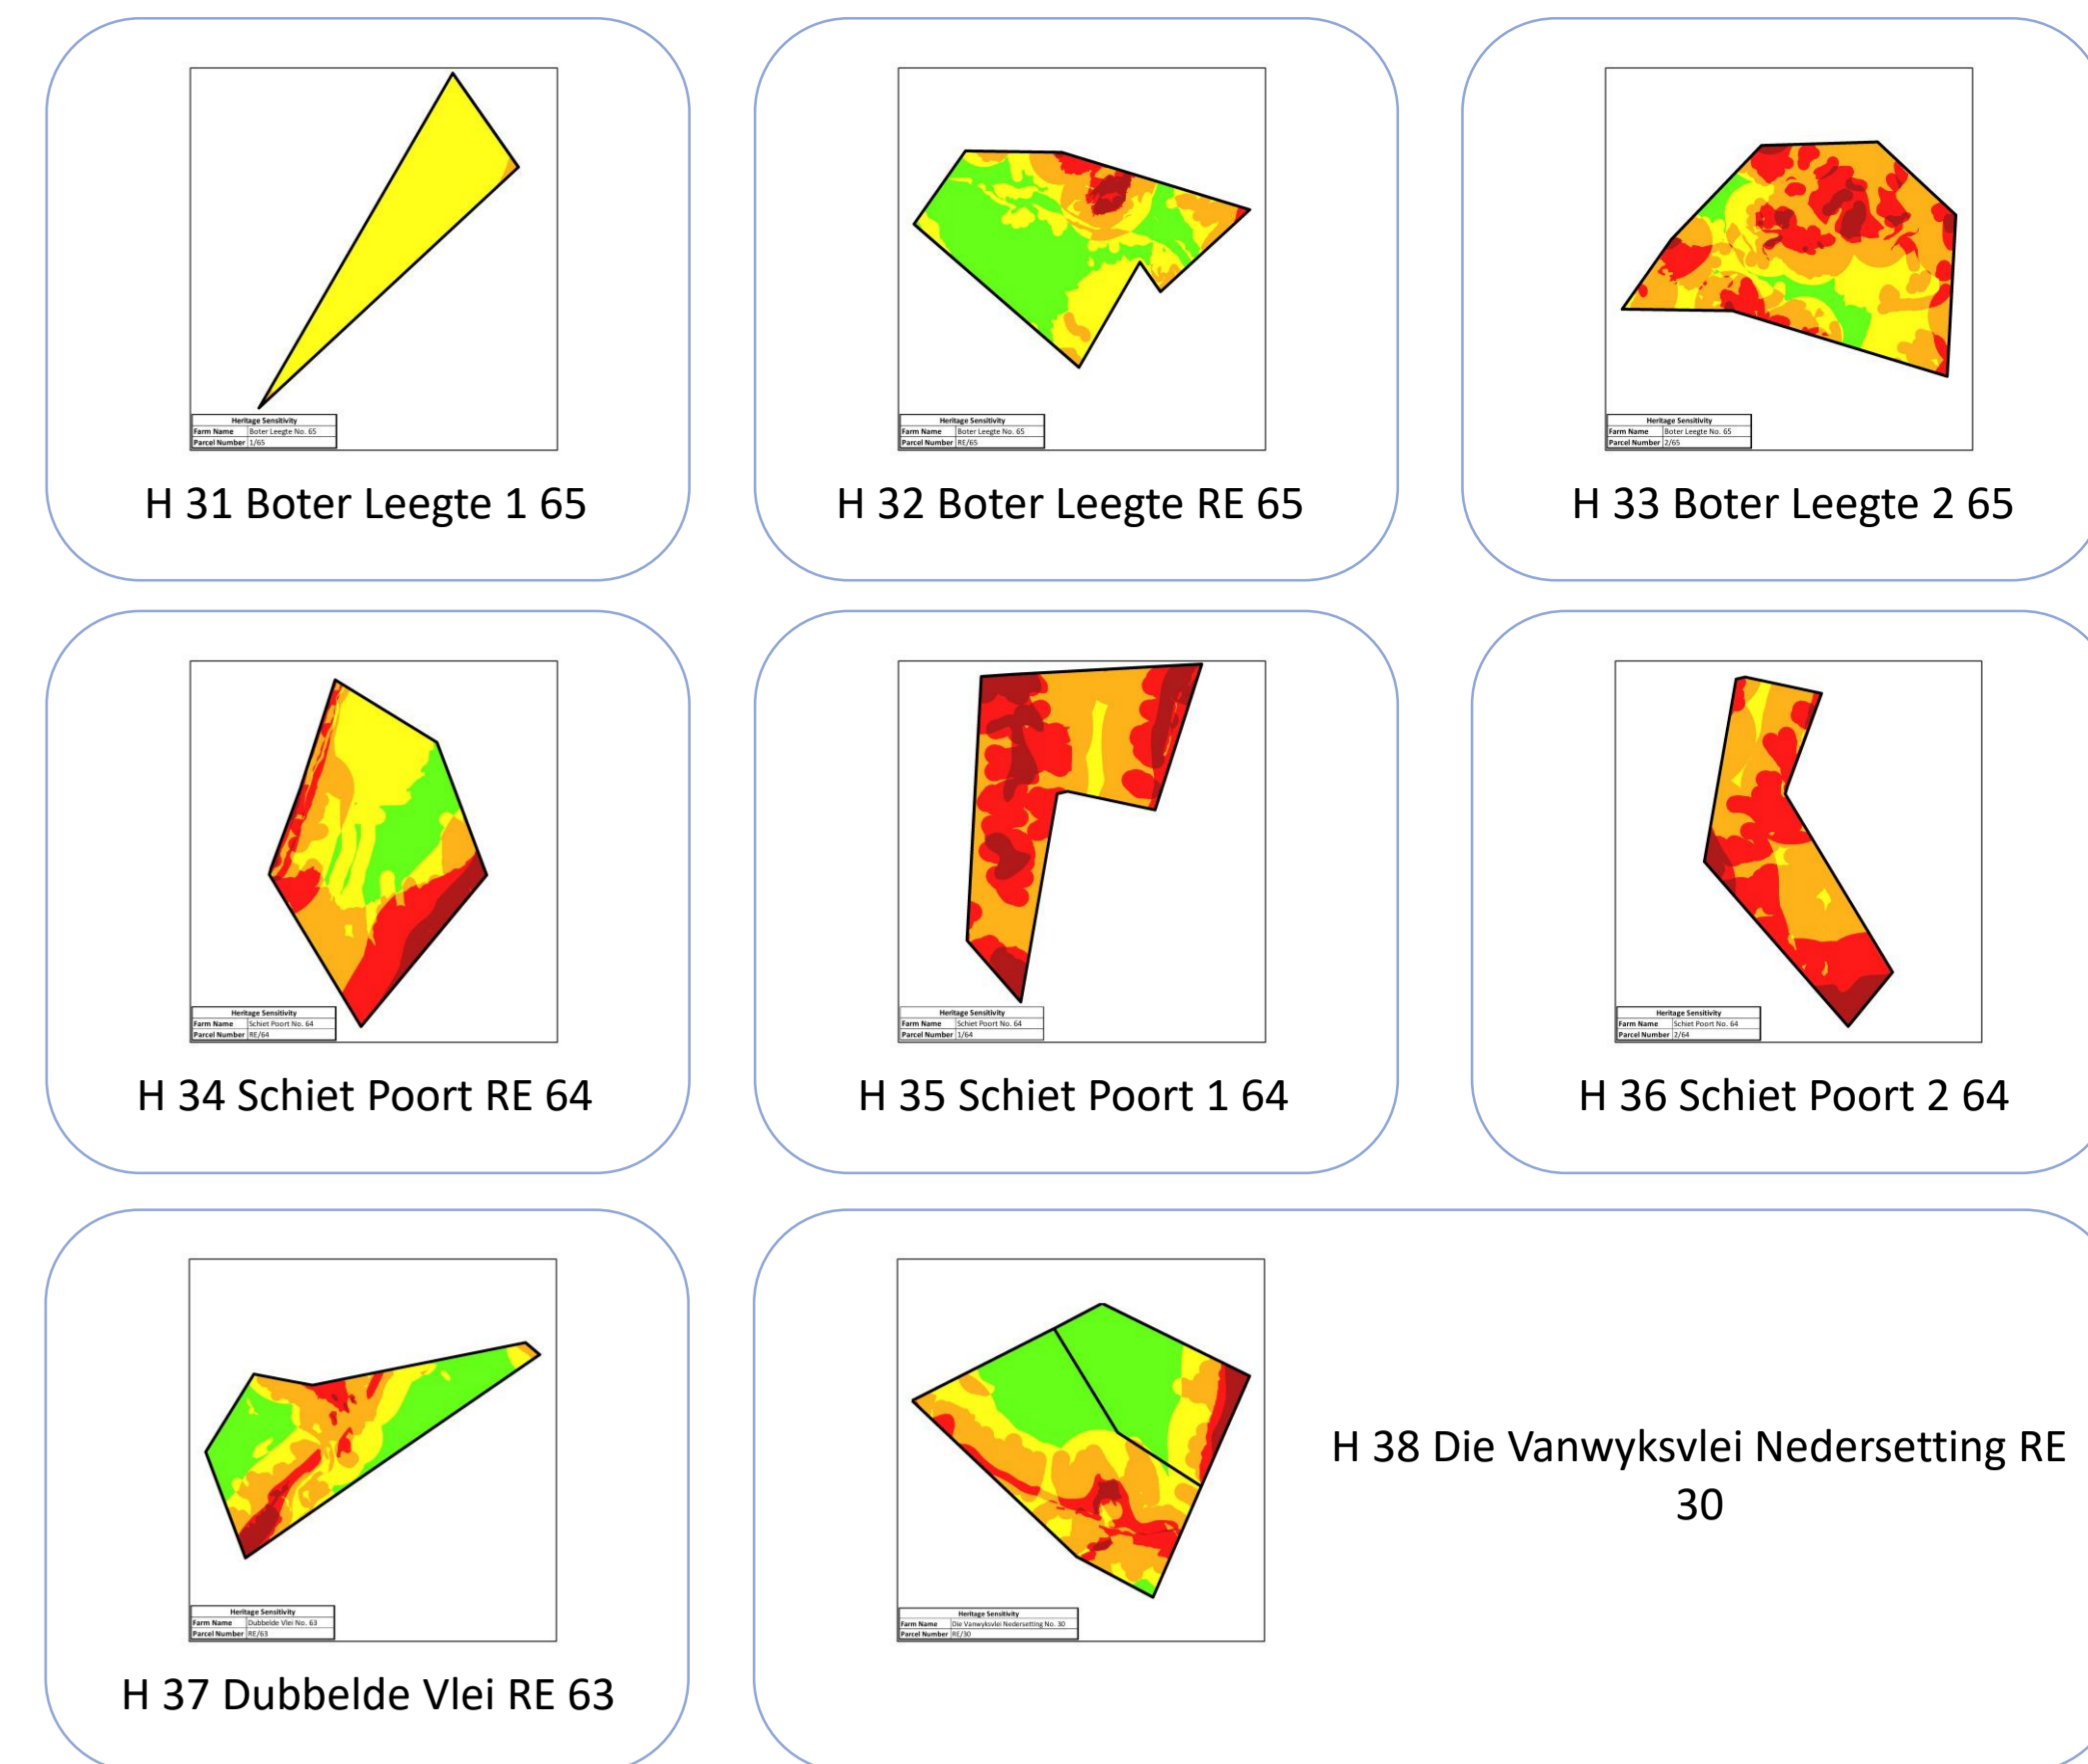 Heritage Sensitivity
Farm Name Boter Leegte No. 65
Parcel Number 1/65
H 31 Boter Leegte 1 65
Heritage Sensitivity
Farm Name Boter Leegte No. 65
Parcel Number RE/65
H 32 Boter Leegte RE 65
Heritage Sensitivity
Farm Name Boter Leegte No. 65
Parcel Number 2/65
H 33 Boter Leegte 2 65
Heritage Sensitivity
Farm Name Schiet Poort No. 64
Parcel Number RE/64
H 34 Schiet Poort RE 64
Heritage Sensitivity
Farm Name Schiet Poort No. 64
Parcel Number 1/64
H 35 Schiet Poort 1 64
Heritage Sensitivity
Farm Name Schiet Poort No. 64
Parcel Number 2/64
H 36 Schiet Poort 2 64
Heritage Sensitivity
Farm Name Dubbelde Vlei No. 63
Parcel Number RE/63
H 37 Dubbelde Vlei RE 63
Heritage Sensitivity
Farm Name Die Vanwyksvlei Nedersetting No. 30
Parcel Number RE/30
H 38 Die Vanwyksvlei Nedersetting RE
30